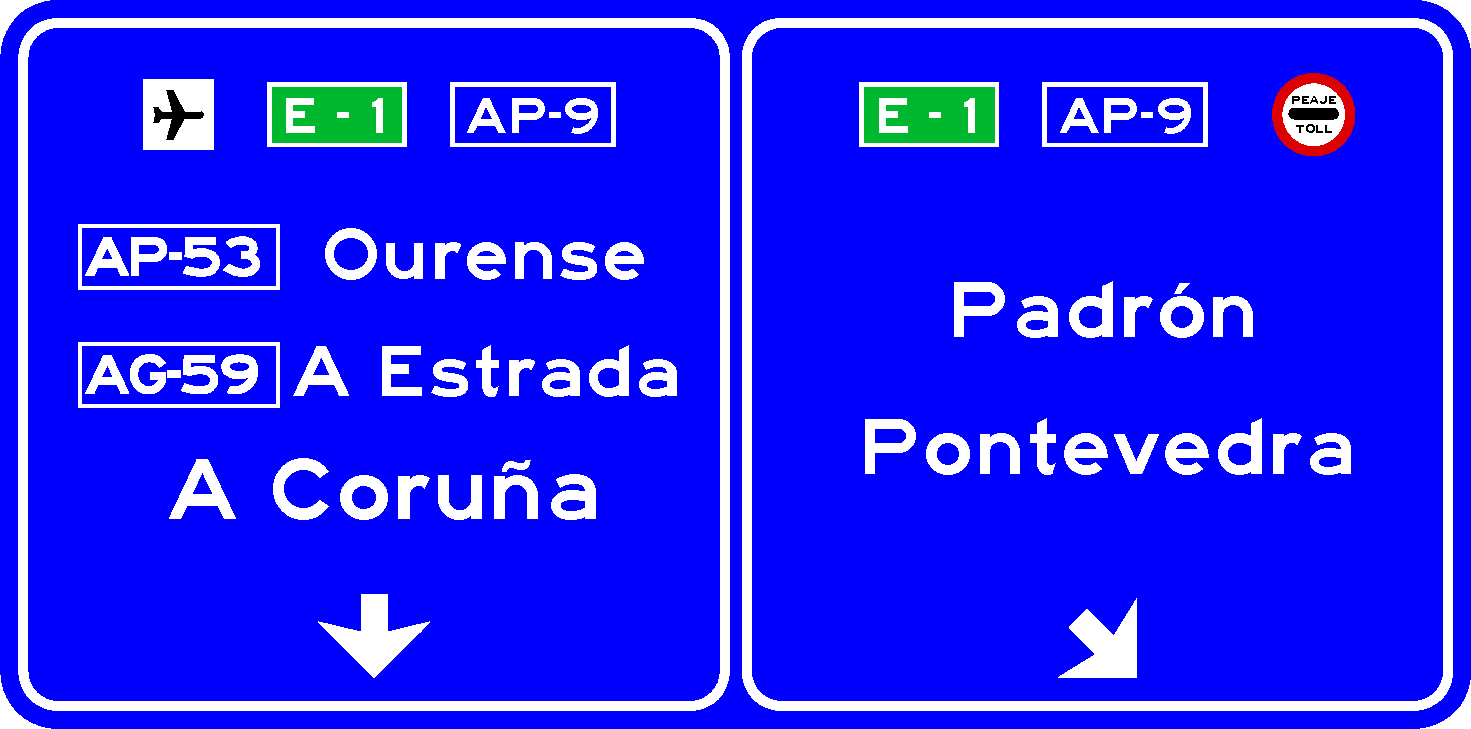 E - 1 AP-9
AP-53 Ourense
AG-59 A Estrada
A Coruña
E - 1 AP-9 PEAJE
TOLL
Padrón
Pontevedra